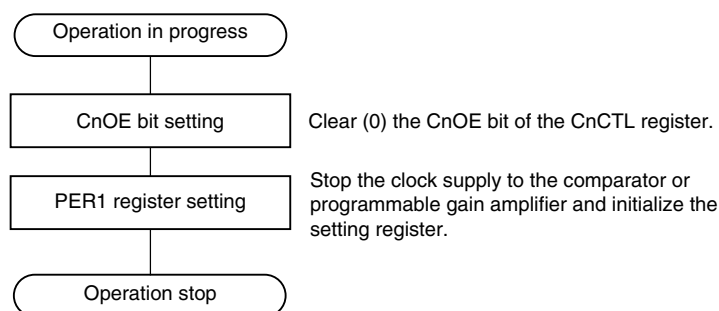 Operation in progress
CnOE bit setting
Clear (0) the CnOE bit of the CnCTL register.
PER1 register setting
Stop the clock supply to the comparator or
programmable gain amplifier and initialize the
setting register.
Operation stop